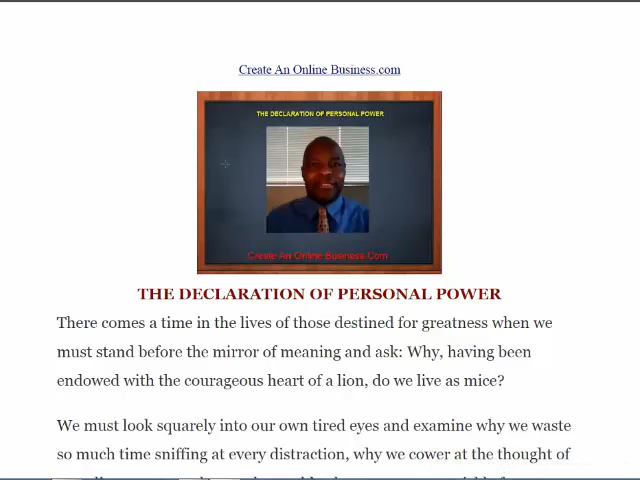 Create An Online Business.com
THE DECLARATION OF PERSONAL POWER
Create An Online Business.Com
THE DECLARATION OF PERSONAL POWER
There comes a time in the lives of those destined for greatness when we
must stand before the mirror of meaning and ask: Why, having been
endowed with the courageous heart of a lion, do we live as mice?
We must look squarely into our own tired eyes and examine why we waste
so much time sniffing at every distraction, why we cower at the thought of